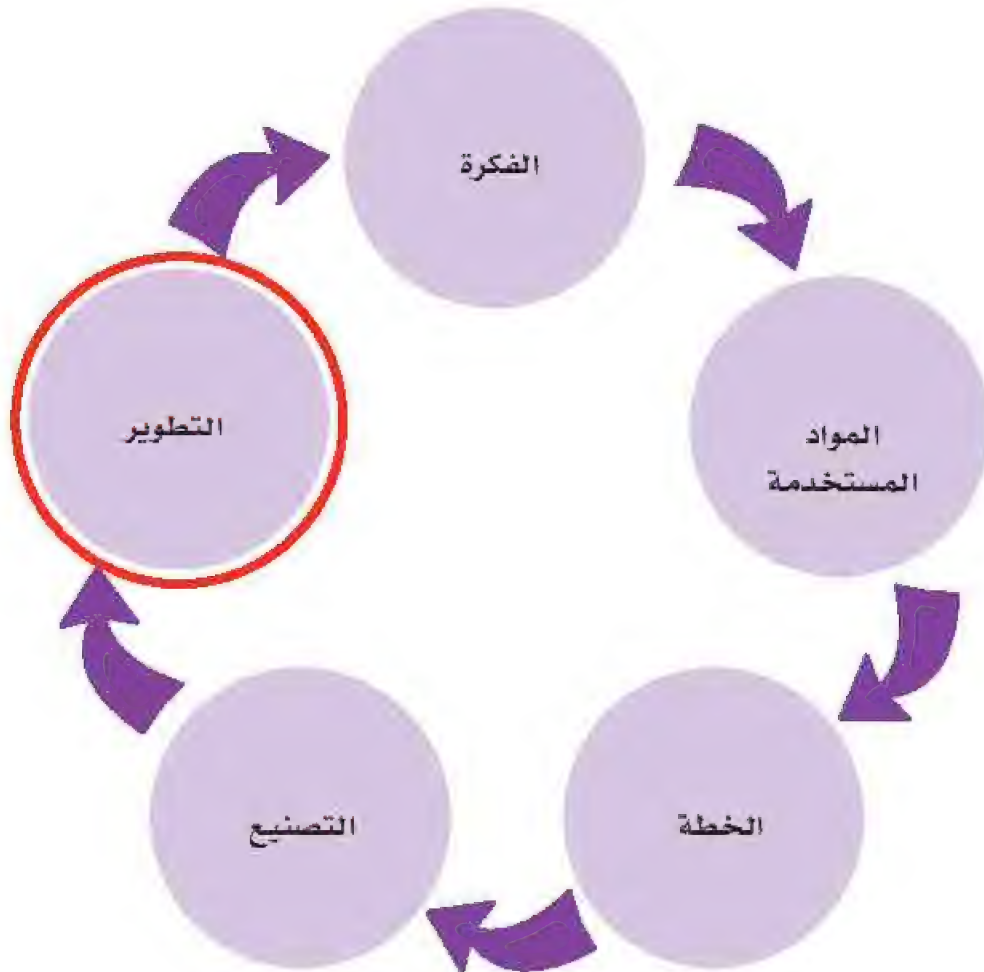 الفكرة
المواد
المستخدمة
الخطة
التصنيع
التطوير